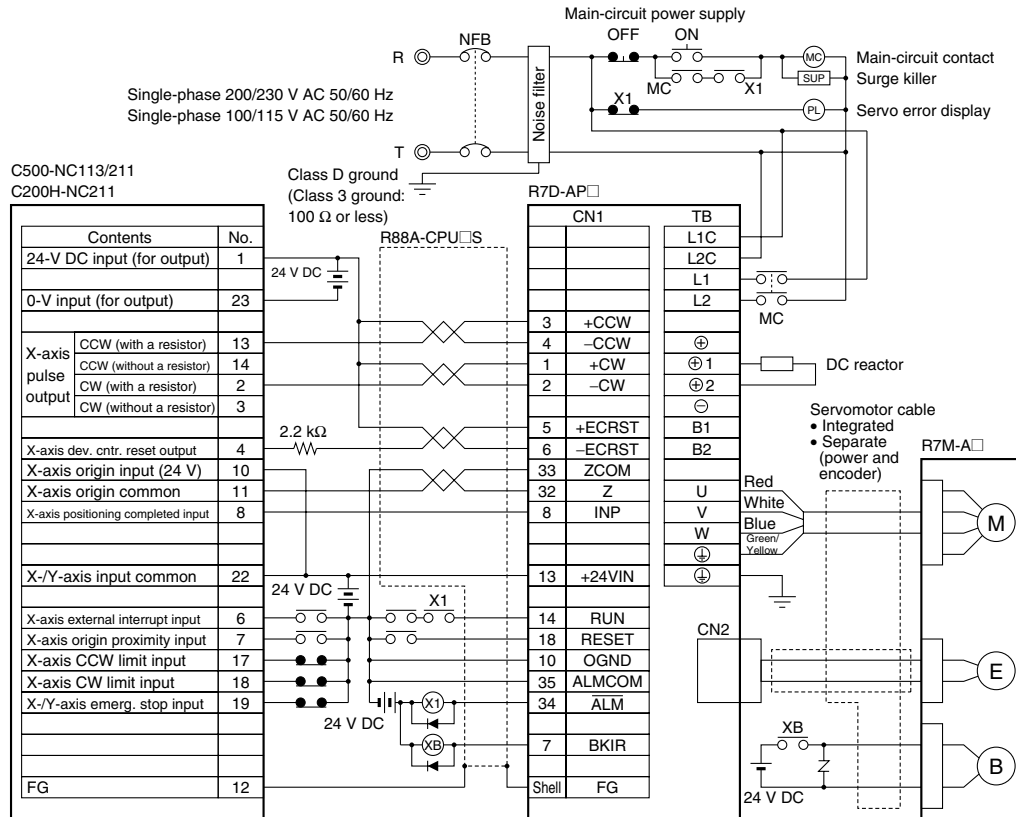 Main-circuit power supply
OFF ON
NFB
R
MC
Main-circuit contact
MC X1
SUP
Surge killer
Single-phase 200/230 V AC 50/60 Hz
Single-phase 100/115 V AC 50/60 Hz
Noise filter
X1
PL
Servo error display
T
C500-NC113/211
C200H-NC211
Class D ground
(Class 3 ground:
100 Ω or less)
R7D-AP□
R88A-CPU□S
CN1 TB
Contents No.
24-V DC input (for output) 1
0-V input (for output) 23
X-axis pulse output
CCW (with a resistor) 13
CCW (without a resistor) 14
CW (with a resistor) 2
CW (without a resistor) 3
X-axis dev. cntr. reset output 4
X-axis origin input (24 V) 10
X-axis origin common 11
X-axis positioning completed input 8
X-/Y-axis input common 22
X-axis external interrupt input 6
X-axis origin proximity input 7
X-axis CCW limit input 17
X-axis CW limit input 18
X-/Y-axis emerg. stop input 19
FG 12
24 V DC
2.2 kΩ
24 V DC
X1
24 V DC
X1
XB
3 +CCW
4 −CCW
1 +CW
2 −CW
5 +ECRST
6 −ECRST
33 ZCOM
32 Z
8 INP
13 +24VIN
14 RUN
18 RESET
10 OGND
35 ALMCOM
34 ALM
7 BKIR
Shell FG
L1C
L2C
L1
L2
MC
⊕
⊕1
⊕2
⊖
B1
B2
U
V
W
DC reactor
Servomotor cable
• Integrated
• Separate
(power and
encoder)
R7M-A□
Red
White
Blue
Green/
Yellow
M
CN2
E
XB
24 V DC
B